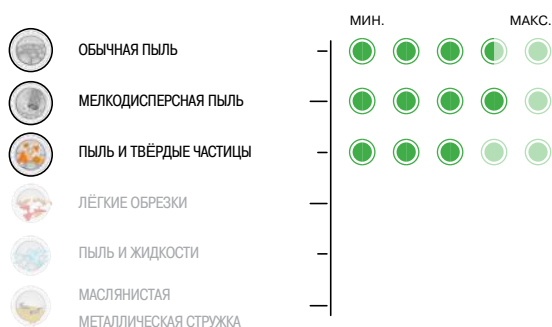 МИН. МАКС.
ОБЫЧНАЯ ПЫЛЬ
МЕЛКОДИСПЕРСНАЯ ПЫЛЬ
ПЫЛЬ И ТВЁРДЫЕ ЧАСТИЦЫ
ЛЁГКИЕ ОБРЕЗКИ
ПЫЛЬ И ЖИДКОСТИ
МАСЛЯНИСТАЯ
МЕТАЛЛИЧЕСКАЯ СТРУЖКА